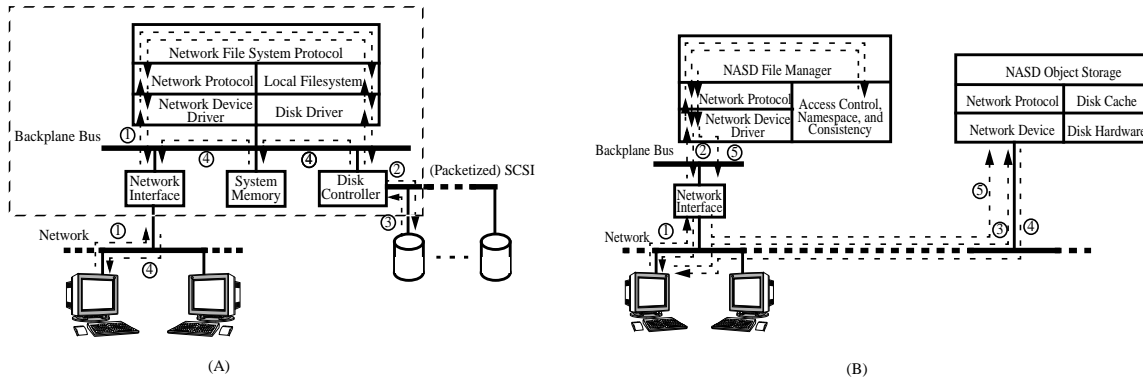 Network File System Protocol
Network Protocol
Local Filesystem
Network Device
Driver
Disk Driver
Backplane Bus
①
④
④
②
(Packetized) SCSI
Network
Interface
System
Memory
Disk
Controller
③
Network
①
④
(A)
NASD File Manager
Network Protocol
Network Device
Driver
Access Control,
Namespace, and
Consistency
Backplane Bus
②
⑤
Network
Interface
①
Network
NASD Object Storage
Network Protocol
Disk Cache
Network Device
Disk Hardware
⑤
③
④
(B)